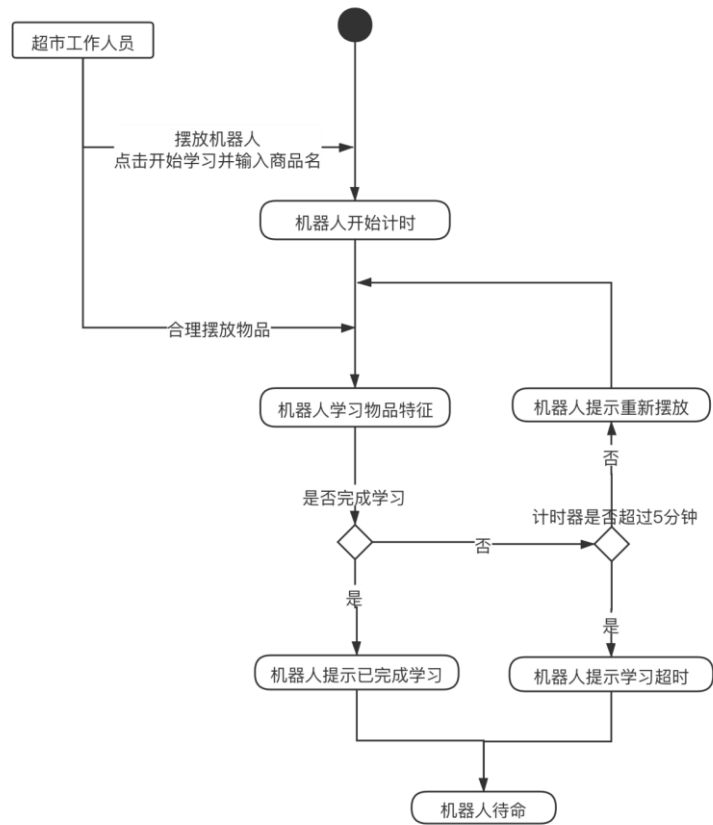 超市工作人员
摆放机器人
点击开始学习并输入商品名
机器人开始计时
合理摆放物品
机器人学习物品特征
机器人提示重新摆放
否
是否完成学习
计时器是否超过5分钟
否
是
是
机器人提示已完成学习
机器人提示学习超时
机器人待命